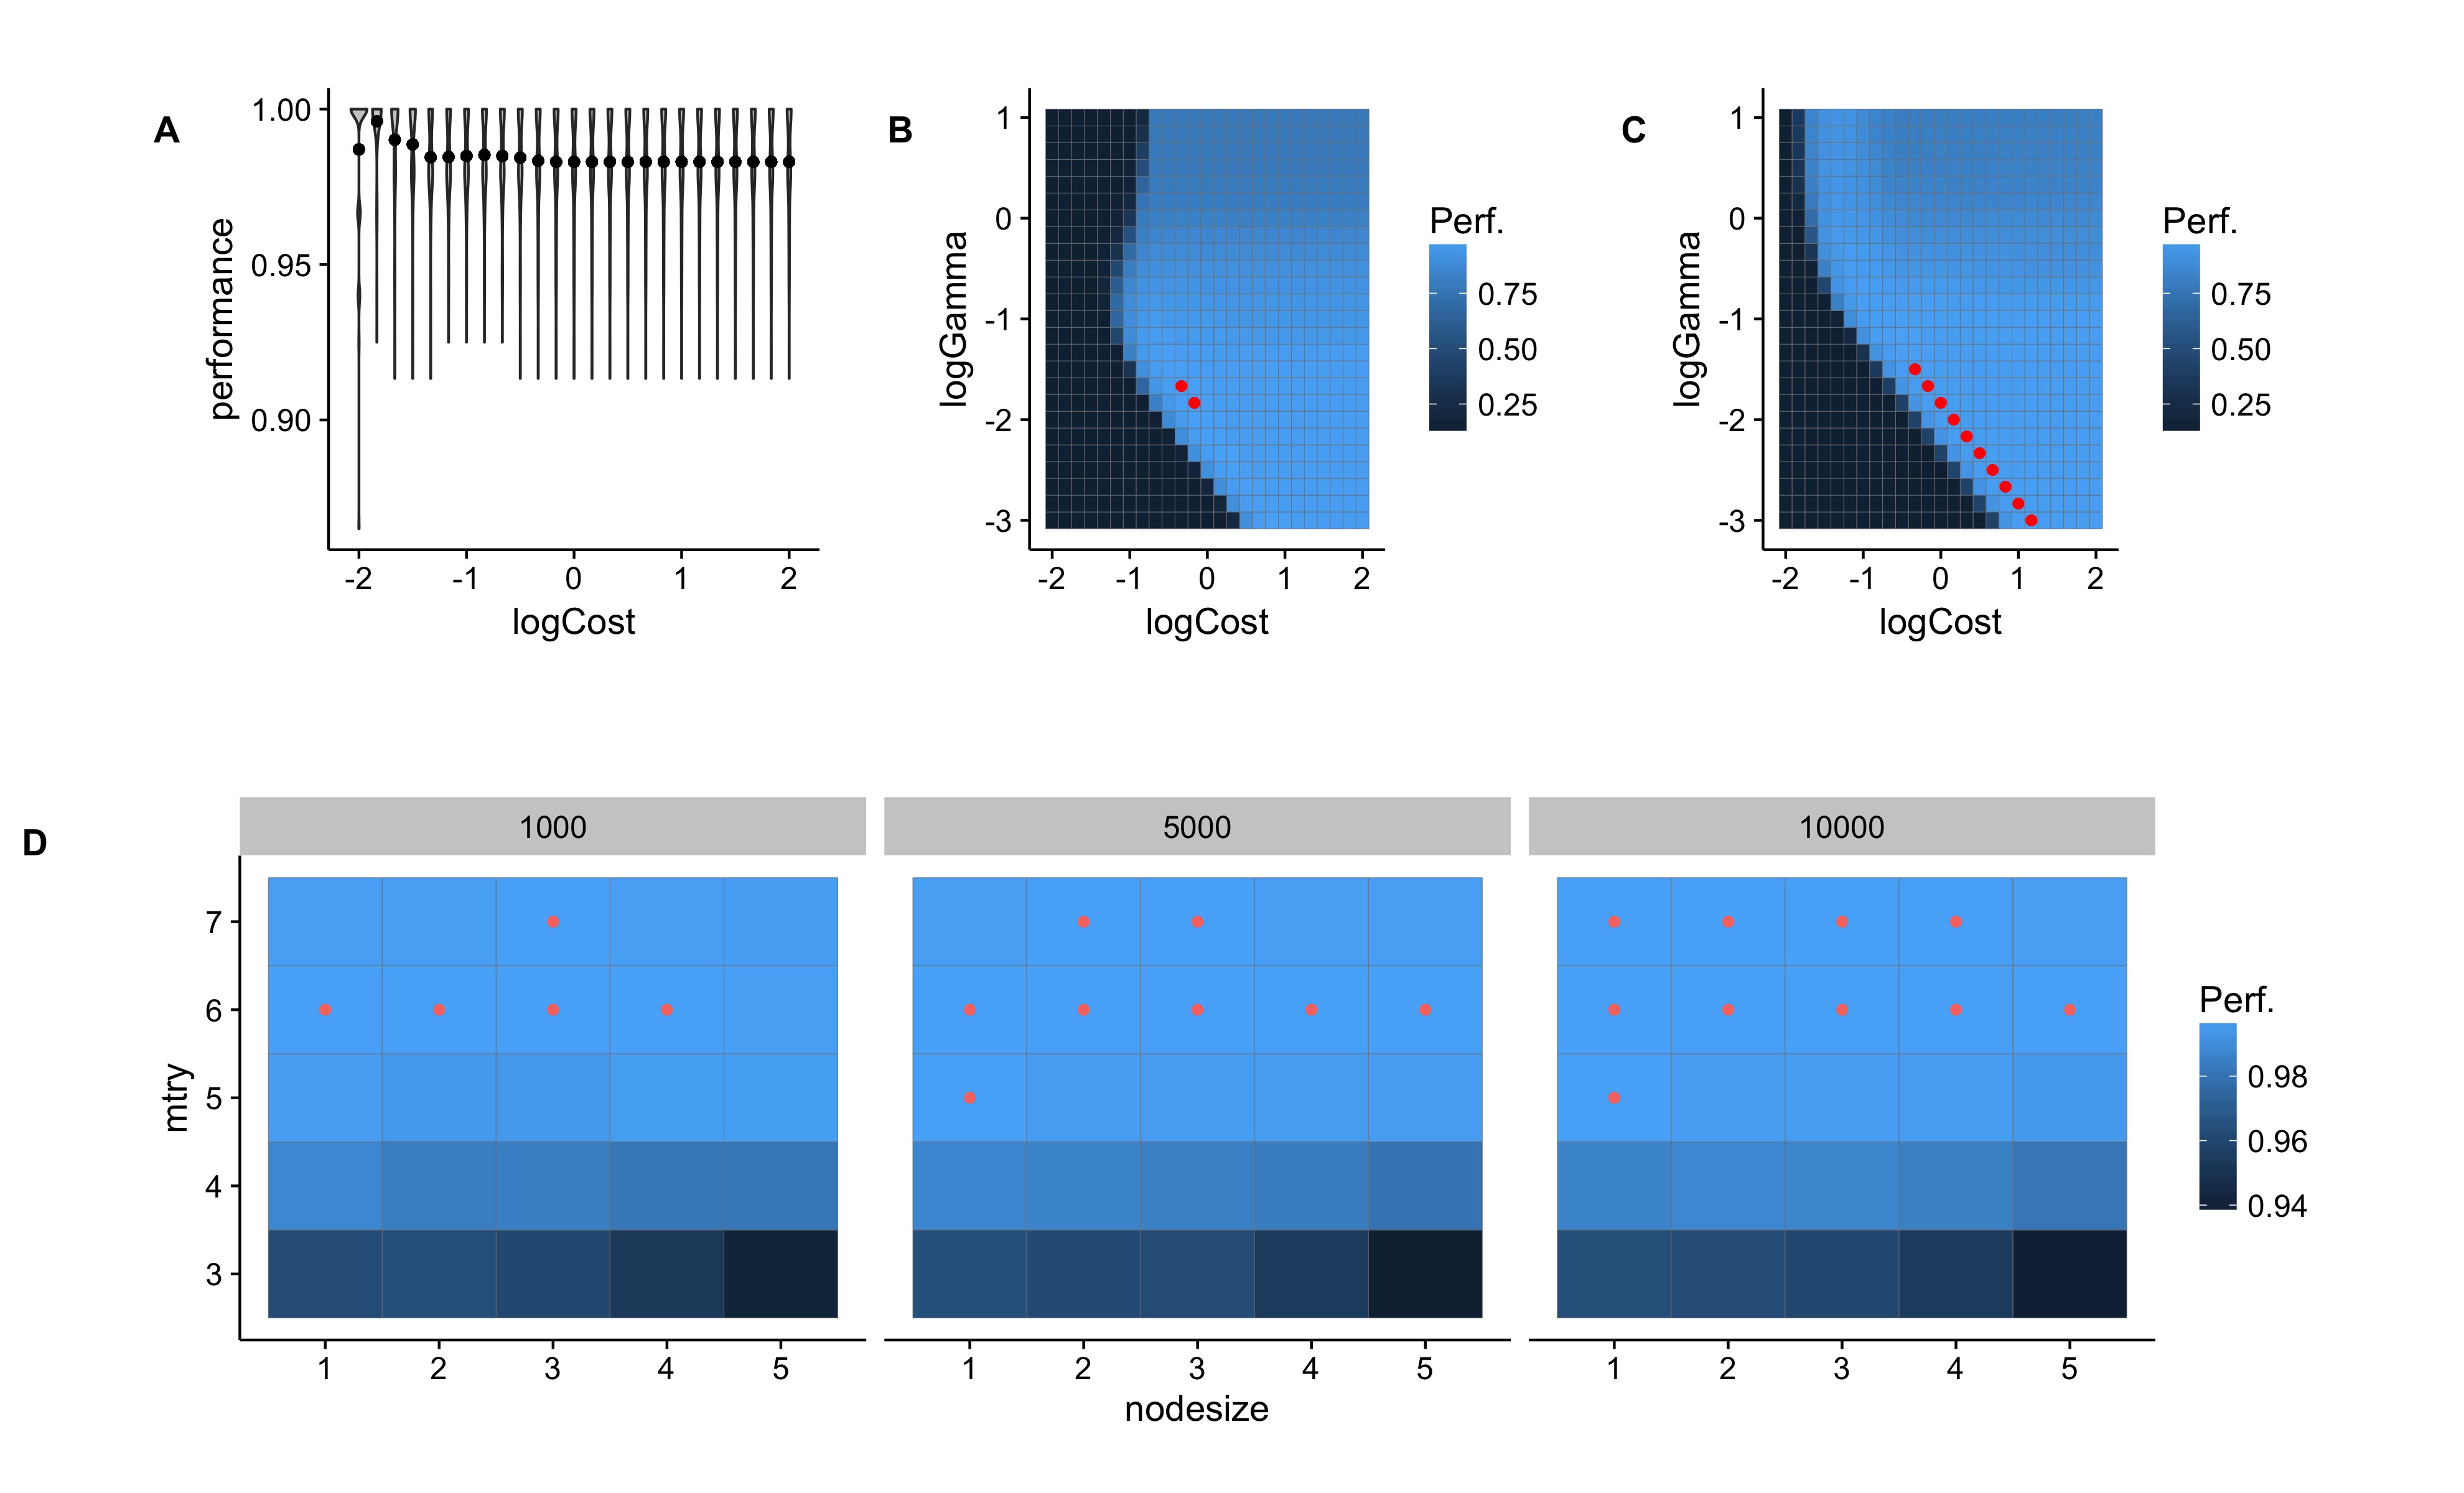 A
performance
1.00
0.95
0.90
-2 -1 0 1 2
logCost
B
logGamma
1
0
-1
-2
-3
-2 -1 0 1 2
logCost
Perf.
0.75
0.50
0.25
C
logGamma
1
0
-1
-2
-3
-2 -1 0 1 2
logCost
Perf.
0.75
0.50
0.25
D
1000 5000 10000
mtry
7
6
5
4
3
1 2 3 4 5 1 2 3 4 5 1 2 3 4 5
nodesize
Perf.
0.98
0.96
0.94